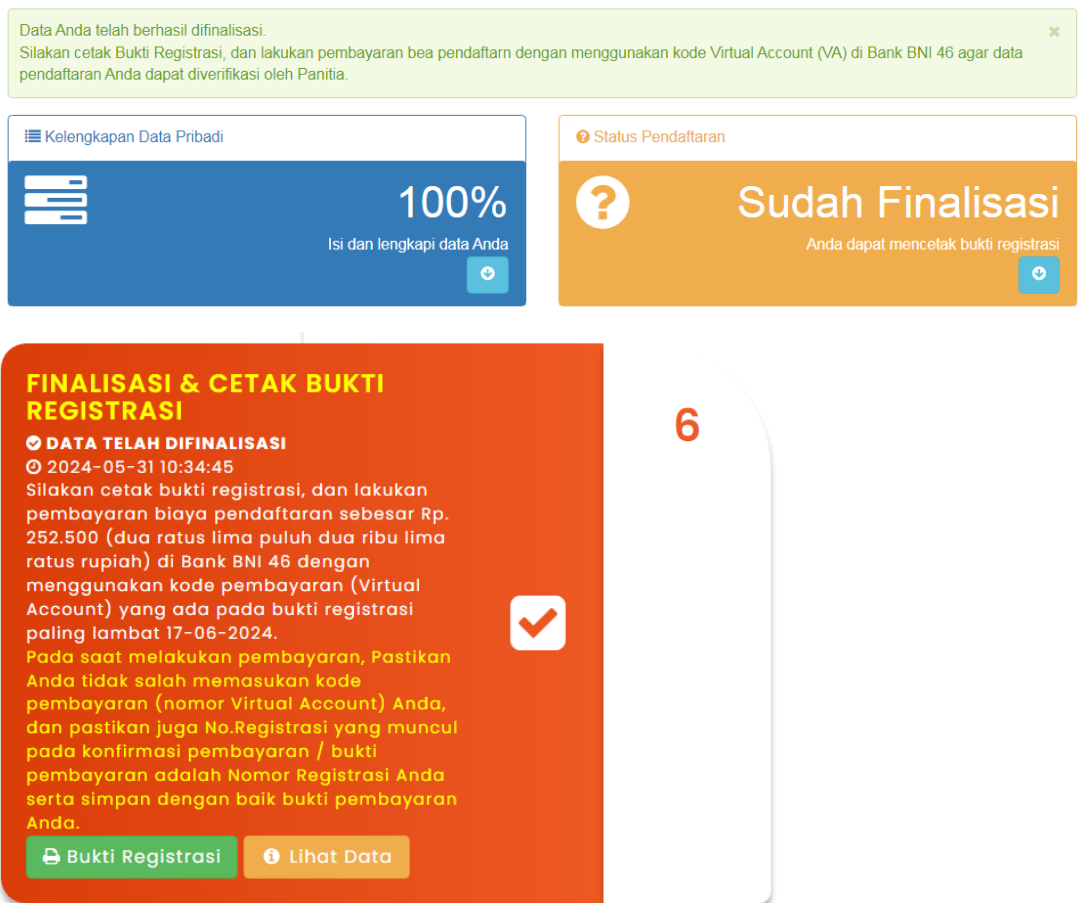 Data Anda telah berhasil difinalisasi.
Silakan cetak Bukti Registrasi, dan lakukan pembayaran bea pendaftarn dengan menggunakan kode Virtual Account (VA) di Bank BNI 46 agar data
pendaftaran Anda dapat diverifikasi oleh Panitia.
×
Kelengkapan Data Pribadi
100%
Isi dan lengkapi data Anda
Status Pendaftaran
Sudah Finalisasi
Anda dapat mencetak bukti registrasi
FINALISASI & CETAK BUKTI
REGISTRASI
DATA TELAH DIFINALISASI
2024-05-31 10:34:45
Silakan cetak bukti registrasi, dan lakukan
pembayaran biaya pendaftaran sebesar Rp.
252.500 (dua ratus lima puluh dua ribu lima
ratus rupiah) di Bank BNI 46 dengan
menggunakan kode pembayaran (Virtual
Account) yang ada pada bukti registrasi
paling lambat 17-06-2024.
Pada saat melakukan pembayaran, Pastikan
Anda tidak salah memasukan kode
pembayaran (nomor Virtual Account) Anda,
dan pastikan juga No.Registrasi yang muncul
pada konfirmasi pembayaran / bukti
pembayaran adalah Nomor Registrasi Anda
serta simpan dengan baik bukti pembayaran
Anda.
Bukti Registrasi
Lihat Data
6